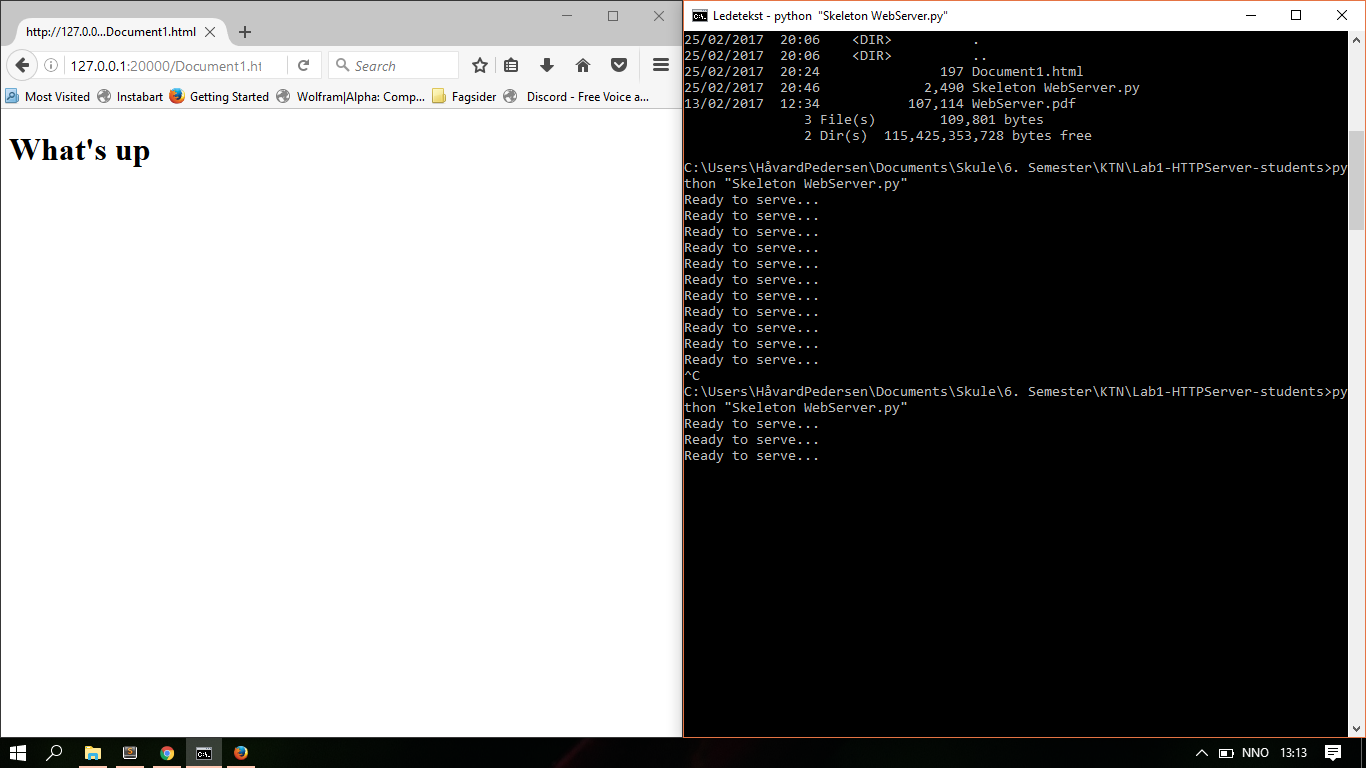 http://127.0.0...Document1.html
127.0.0.1:20000/Document1.ht
Search
Most Visited Instabart Getting Started Wolfram|Alpha: Comp... Fagsider Discord - Free Voice a...
What's up
Ledetekst - python "Skeleton WebServer.py"
25/02/2017  20:06    <DIR>          .
25/02/2017  20:06    <DIR>          ..
25/02/2017  20:24               197 Document1.html
25/02/2017  20:46             2,490 Skeleton WebServer.py
13/02/2017  12:34           107,114 WebServer.pdf
               3 File(s)        109,801 bytes
               2 Dir(s)  115,425,353,728 bytes free
C:\Users\HåvardPedersen\Documents\Skule\6. Semester\KTN\Lab1-HTTPServer-students>py
thon "Skeleton WebServer.py"
Ready to serve...
Ready to serve...
Ready to serve...
Ready to serve...
Ready to serve...
Ready to serve...
Ready to serve...
Ready to serve...
Ready to serve...
Ready to serve...
Ready to serve...
^C
C:\Users\HåvardPedersen\Documents\Skule\6. Semester\KTN\Lab1-HTTPServer-students>py
thon "Skeleton WebServer.py"
Ready to serve...
Ready to serve...
Ready to serve...
NNO 13:13